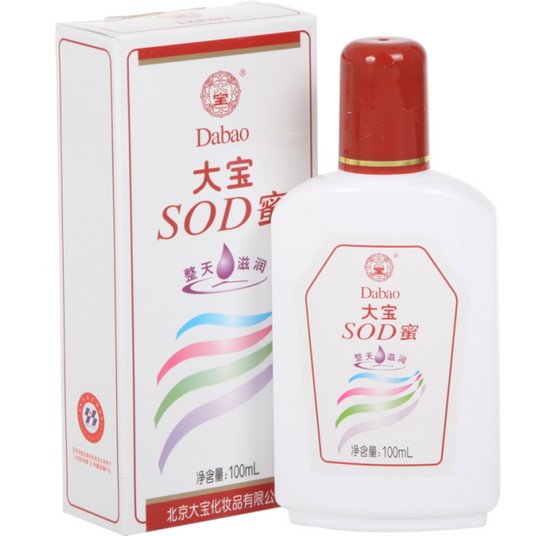 宝
®
Dabao
大宝
SOD蜜
整天滋润
净含量:100mL
北京大宝化妆品有限公
宝
Dabao
大宝
SOD蜜
整天滋润
净含量:100mL